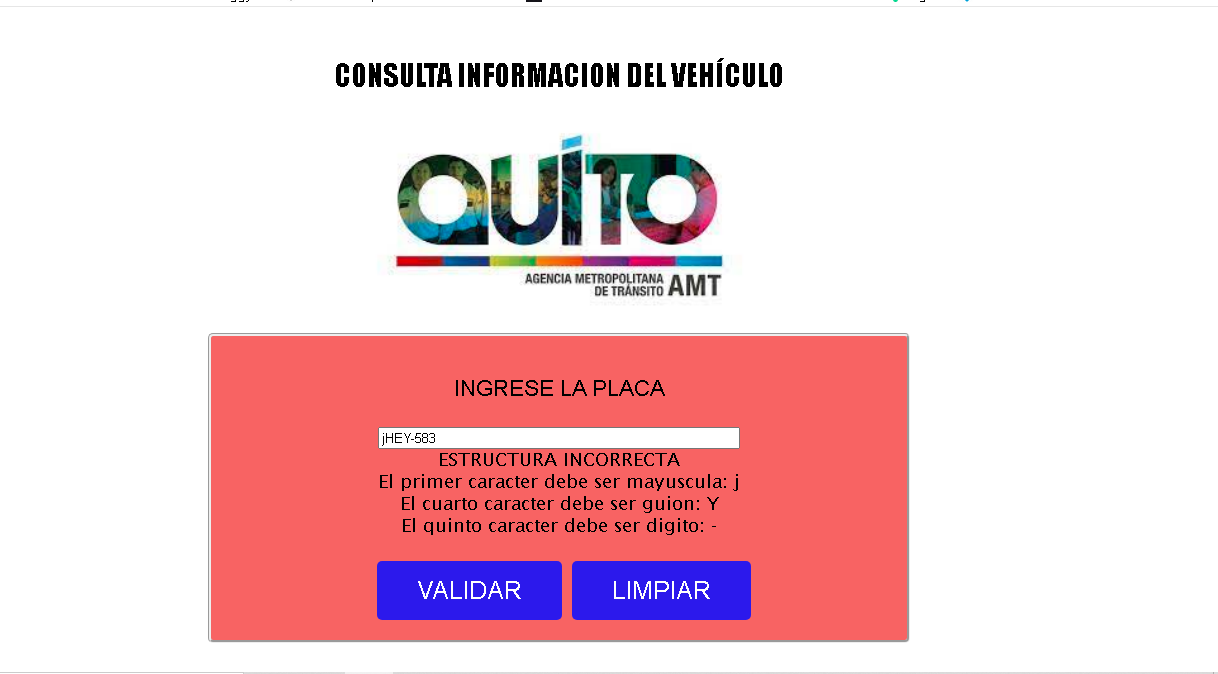 CONSULTA INFORMACION DEL VEHÍCULO
QUITO
AGENCIA METROPOLITANA
DE TRÁNSITO AMT
INGRESE LA PLACA
jHEY-583
ESTRUCTURA INCORRECTA
El primer caracter debe ser mayuscula: j
El cuarto caracter debe ser guion: Y
El quinto caracter debe ser digito: -
VALIDAR LIMPIAR